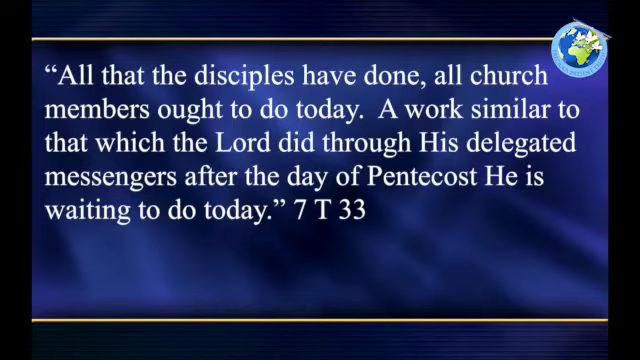 “All that the disciples have done, all church
members ought to do today.  A work similar to
that which the Lord did through His delegated
messengers after the day of Pentecost He is
waiting to do today.” 7 T 33